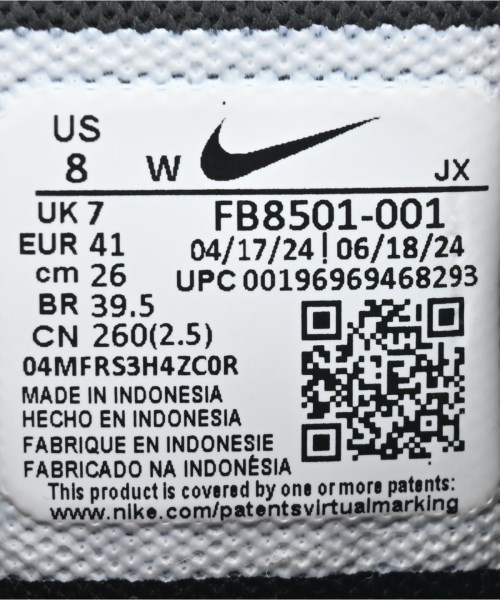 US
8 W JX
UK 7 FB8501-001
EUR 41 04/17/24 | 06/18/24
cm 26 UPC 00196969468293
BR 39.5
CN 260(2.5)
04MFRS3H4ZC0R
MADE IN INDONESIA
HECHO EN INDONESIA
FABRIQUE EN INDONESIE
FABRICADO NA INDONÉSIA
This product is covered by one or more patents:
www.nike.com/patentsvirtualmarking